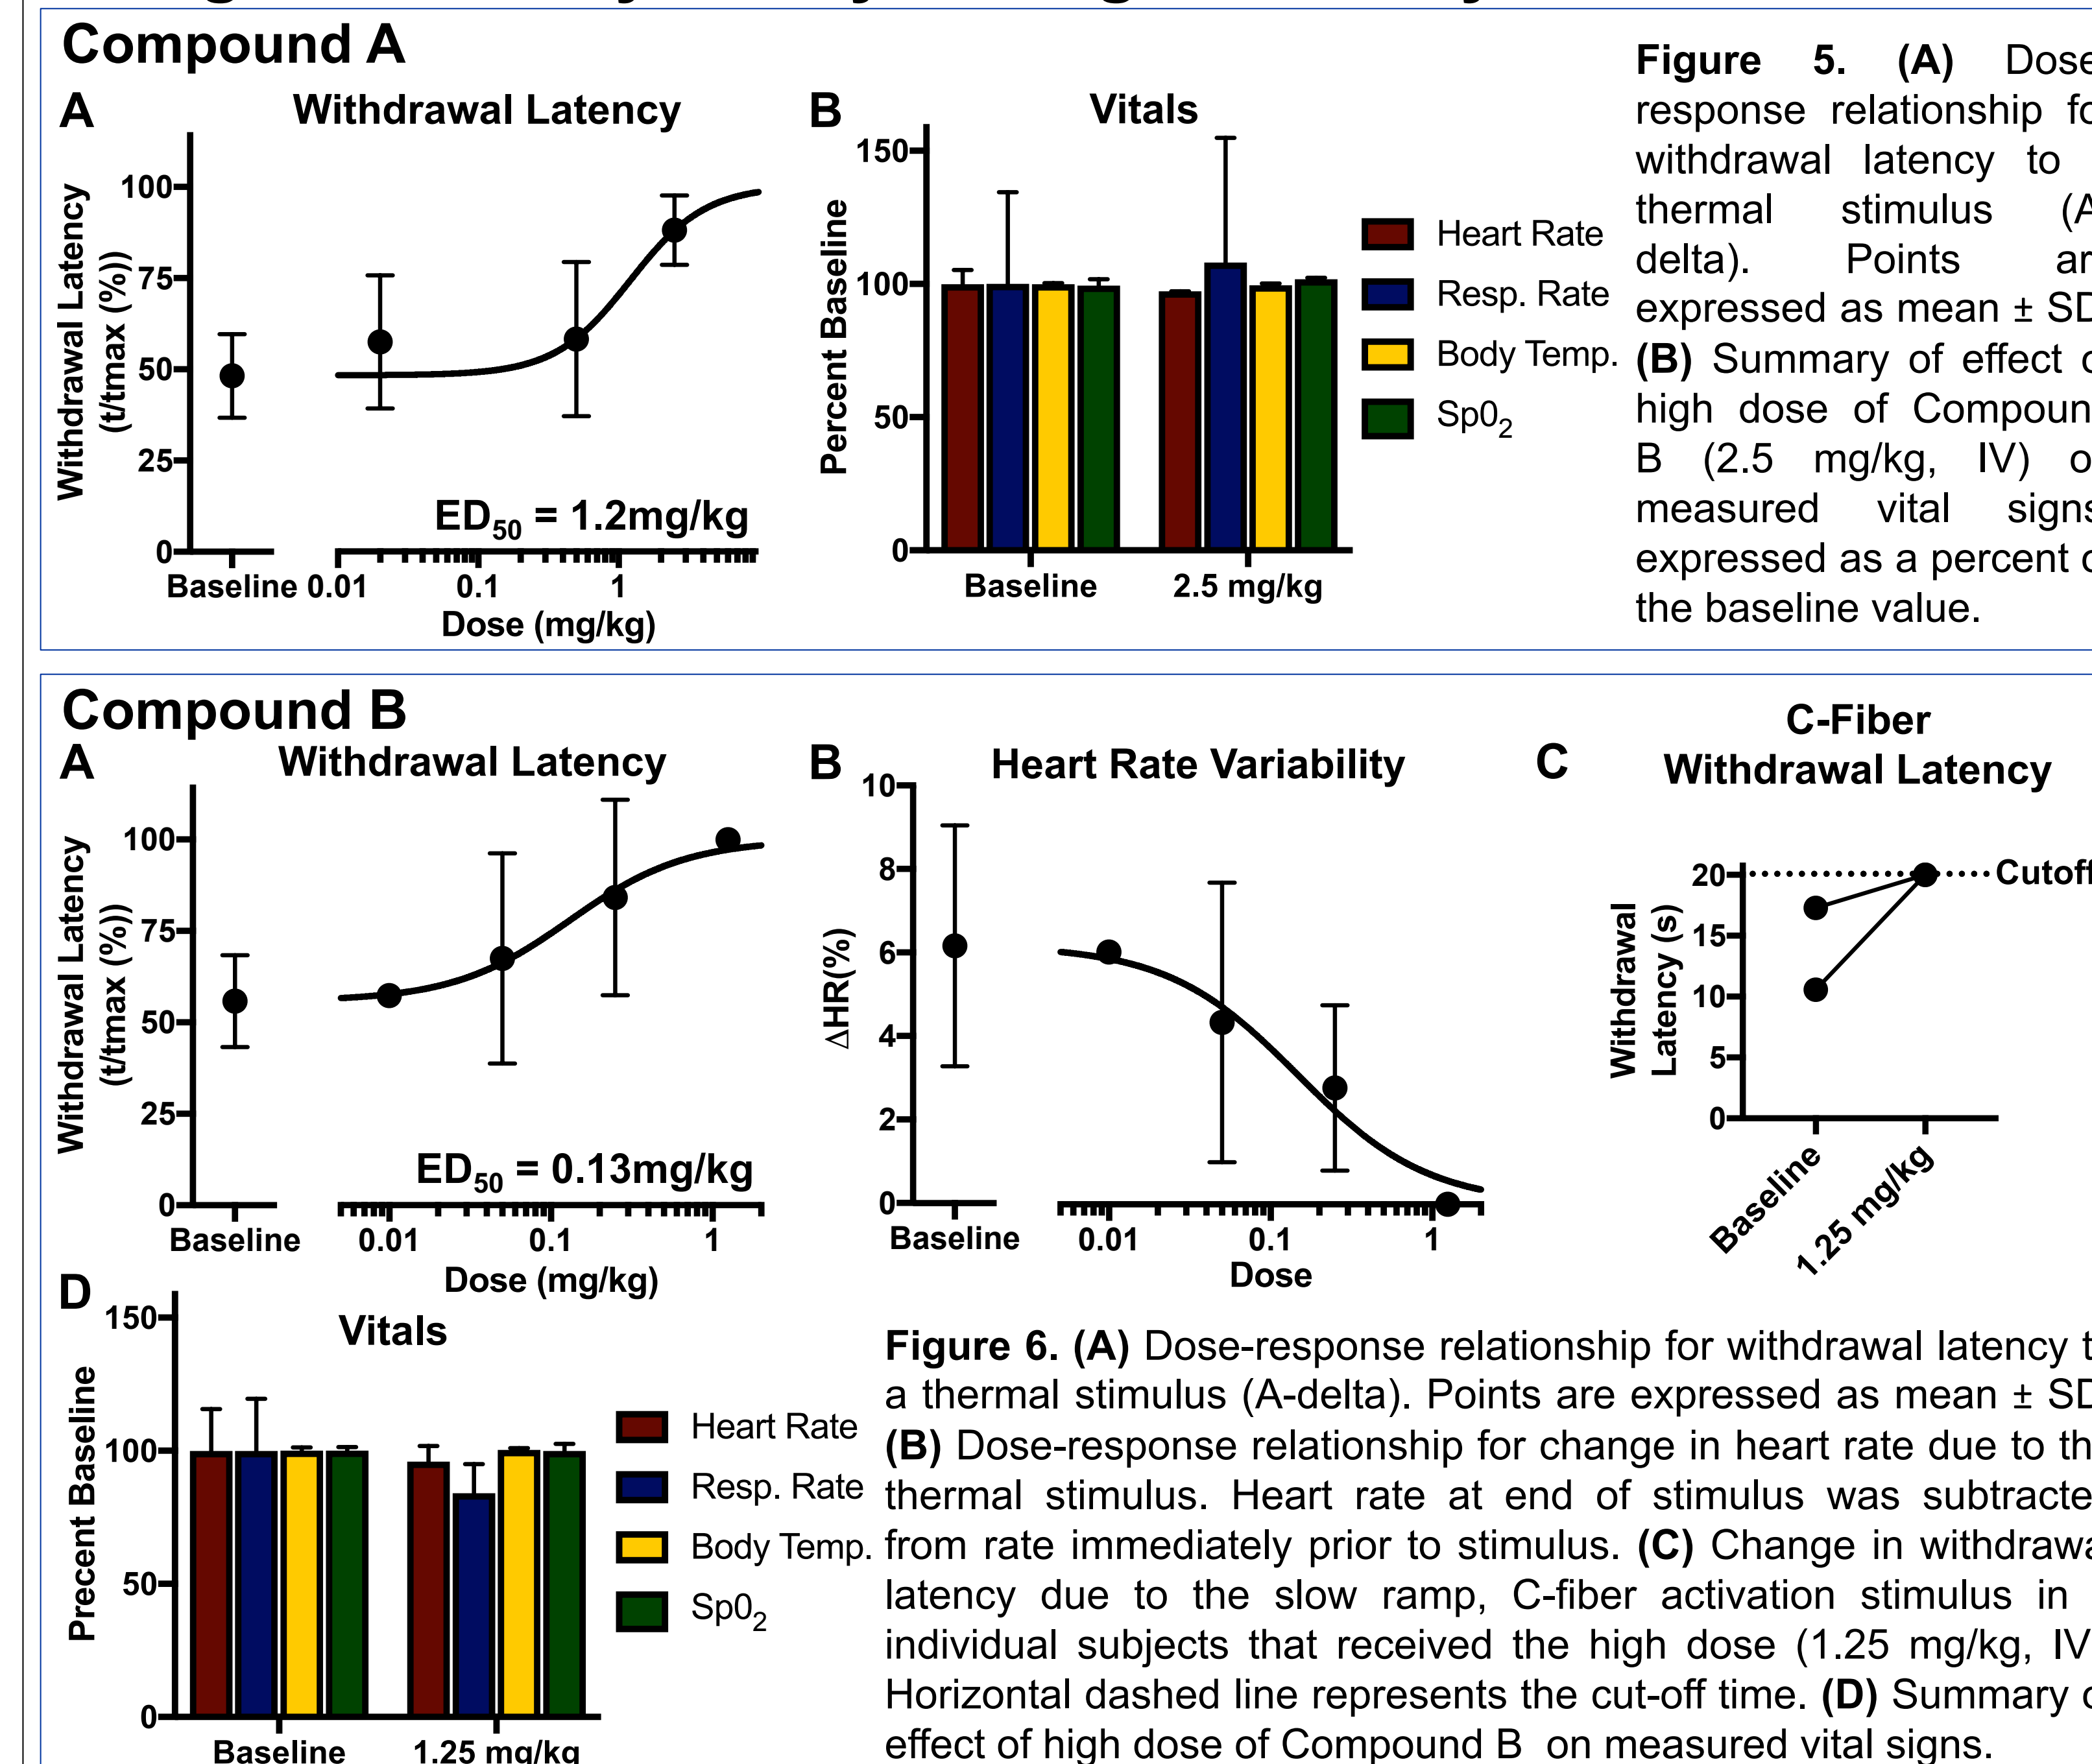 Compound A
A
Withdrawal Latency
Withdrawal Latency
(t/tmax (%))
100
75
50
25
0
ED50 = 1.2mg/kg
Baseline 0.01 0.1 1
Dose (mg/kg)
B
Vitals
Percent Baseline
150
100
50
0
Baseline 2.5 mg/kg
Heart Rate
Resp. Rate
Body Temp.
Sp02
Figure 5. (A)
response relationship
withdrawal latency to
thermal stimulus
delta). Points
expressed as mean ±
(B) Summary of effect
high dose of
B (2.5 mg/kg, IV)
measured vital signs
expressed as a percent
the baseline value.
Compound B
A
Withdrawal Latency
Withdrawal Latency
(t/tmax (%))
100
75
50
25
0
ED50 = 0.13mg/kg
Baseline 0.01 0.1 1
Dose (mg/kg)
B
Heart Rate Variability
ΔHR(%)
10
8
6
4
2
0
Baseline 0.01 0.1 1
Dose
C
C-Fiber
Withdrawal Latency
Withdrawal
Latency (s)
20
15
10
5
0
Cutoff
Baseline
1.25 mg/kg
D
Vitals
Precent Baseline
150
100
50
0
Baseline 1.25 mg/kg
Heart Rate
Resp. Rate
Body Temp.
Sp02
Figure 6. (A) Dose-response relationship for withdrawal latency
a thermal stimulus (A-delta). Points are expressed as mean ± SD
(B) Dose-response relationship for change in heart rate due to
thermal stimulus. Heart rate at end of stimulus was
from rate immediately prior to stimulus. (C) Change in
latency due to the slow ramp, C-fiber activation stimulus in
individual subjects that received the high dose (1.25 mg/kg, IV
Horizontal dashed line represents the cut-off time. (D) Summary
effect of high dose of Compound B on measured vital signs.